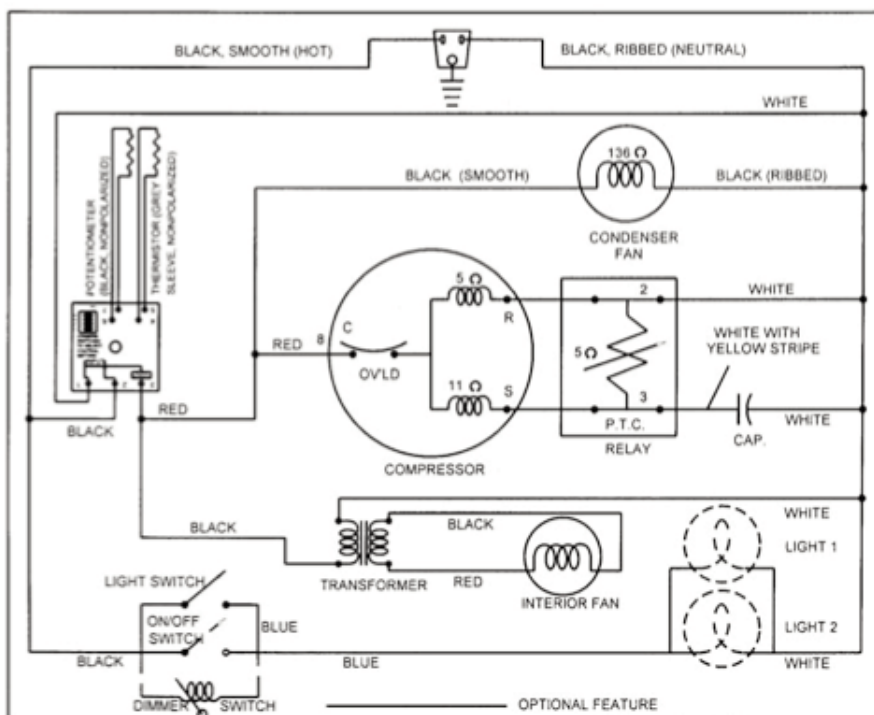 BLACK, SMOOTH (HOT)
BLACK, RIBBED (NEUTRAL)
WHITE
136 Ω
BLACK (SMOOTH)
BLACK (RIBBED)
CONDENSER
FAN
POTENTIOMETER
(BLACK, NONPOLARIZED)
THERMISTOR (GREY
SLEEVE, NONPOLARIZED)
5 Ω
R
2
WHITE
WHITE WITH
YELLOW STRIPE
8
C
RED
OV'LD
5 Ω
11 Ω
S
3
P.T.C.
RELAY
CAP.
WHITE
COMPRESSOR
RED
BLACK
BLACK
BLACK
RED
TRANSFORMER
INTERIOR FAN
WHITE
LIGHT 1
LIGHT 2
WHITE
LIGHT SWITCH
ON/OFF
SWITCH
BLUE
BLACK
BLUE
DIMMER SWITCH
OPTIONAL FEATURE